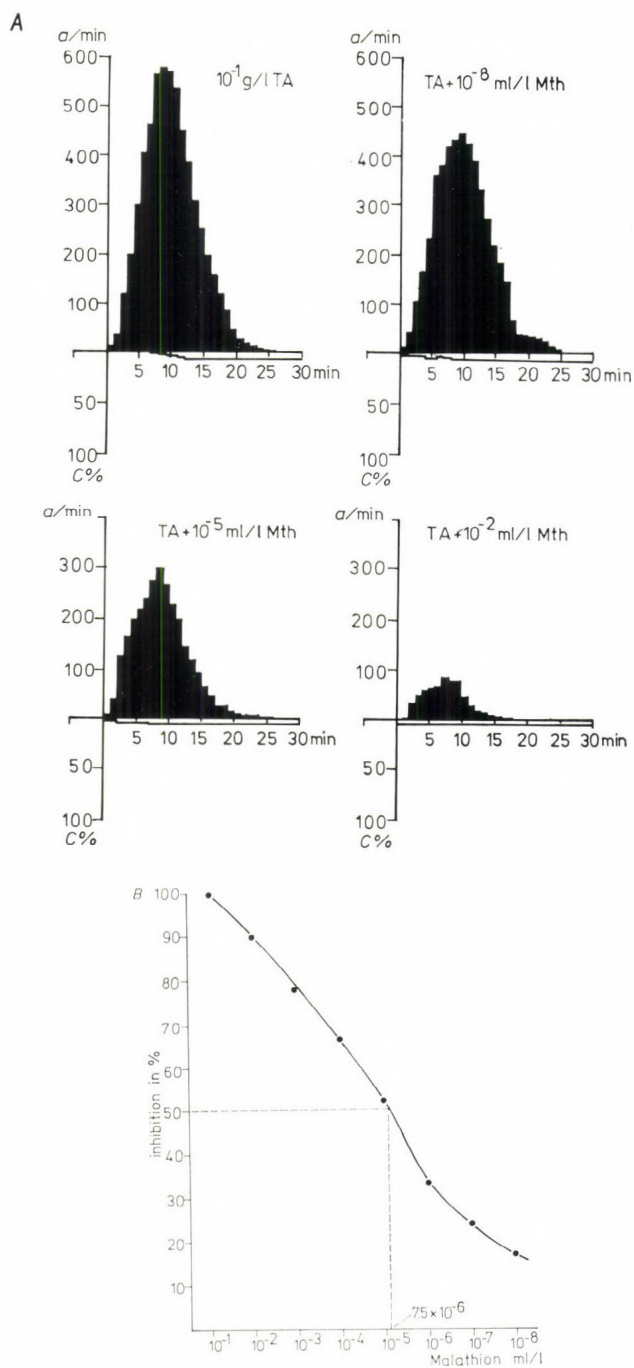 A
a/min
600
500
400
300
200
100
50
100
C%
5 10 15 20 25 30 min
10⁻¹ g/l TA
a/min
600
500
400
300
200
100
50
100
C%
5 10 15 20 25 30 min
TA+10⁻⁸ ml/l Mth
a/min
300
200
100
50
100
C%
5 10 15 20 25 30 min
TA+10⁻⁵ ml/l Mth
a/min
300
200
100
50
100
C%
5 10 15 20 25 30 min
TA+10⁻² ml/l Mth
B
100
90
80
70
60
50
40
30
20
10
inhibition in %
7.5×10⁻⁶
10⁻¹ 10⁻² 10⁻³ 10⁻⁴ 10⁻⁵ 10⁻⁶ 10⁻⁷ 10⁻⁸
Malathion ml/l